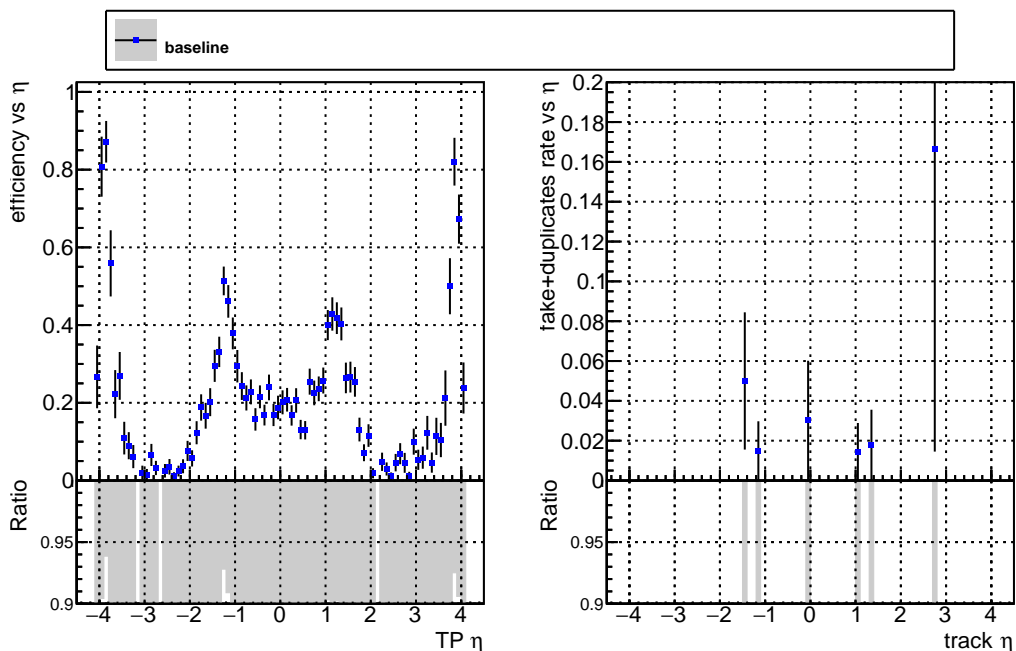 baseline
efficiency vs η
1
0.8
0.6
0.4
0.2
0
Ratio
0.95
0.9
−4 −3 −2 −1 0 1 2 3 4
TP η
fake+duplicates rate vs η
0.2
0.18
0.16
0.14
0.12
0.1
0.08
0.06
0.04
0.02
0
Ratio
0.95
0.9
−4 −3 −2 −1 0 1 2 3 4
track η